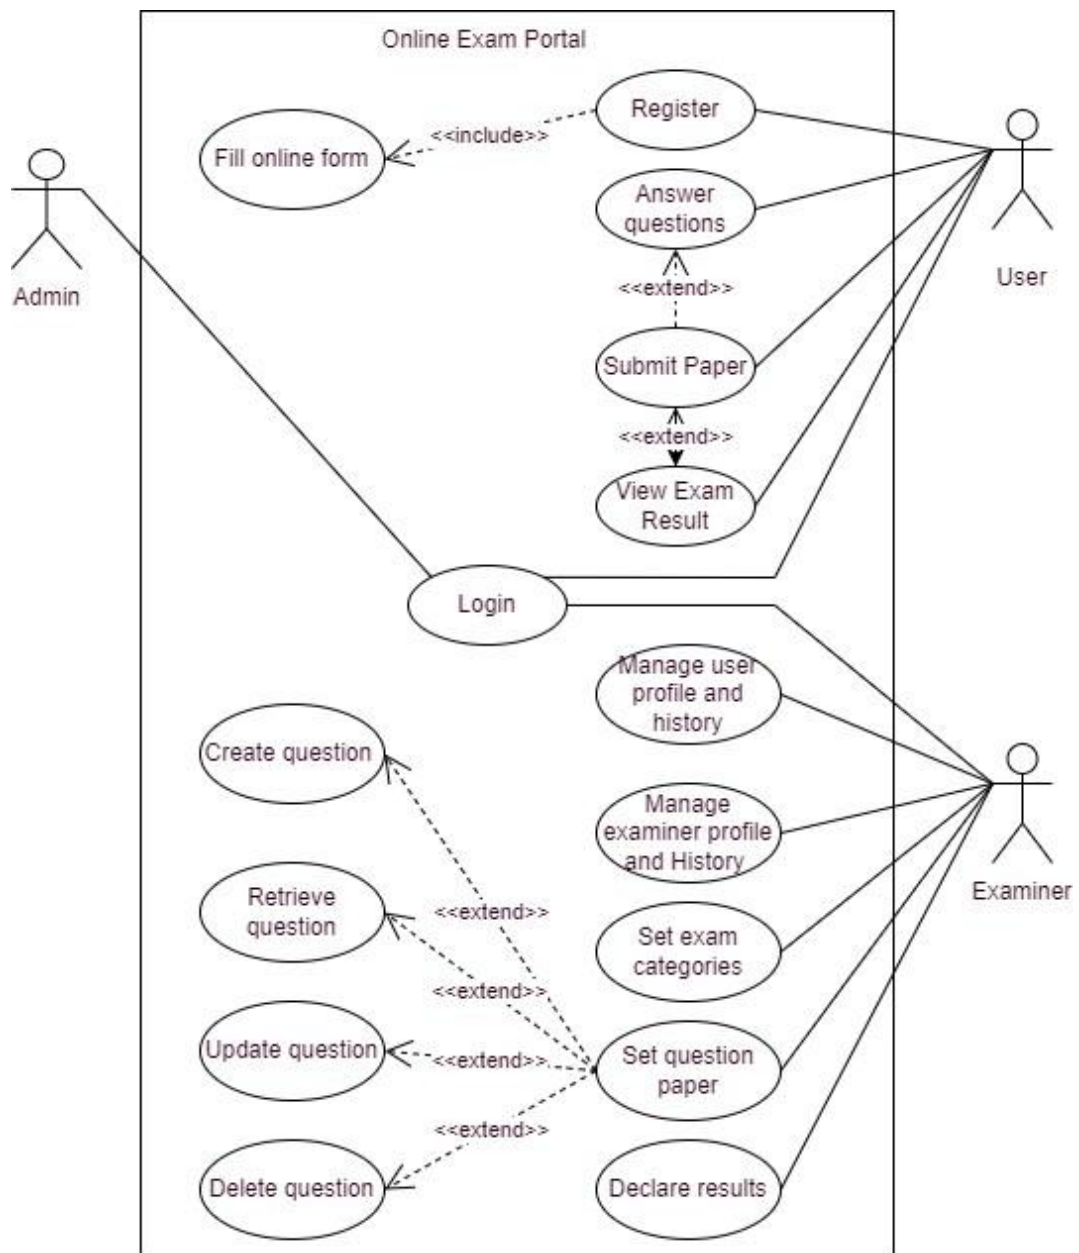 Online Exam Portal
Register
<<include>>
Fill online form
Answer
questions
<<extend>>
Admin
User
Submit Paper
<<extend>>
View Exam
Result
Login
Manage user
profile and
history
Create question
Manage
examiner profile
and History
Examiner
Retrieve
question
<<extend>>
Set exam
categories
<<extend>>
Update question
<<extend>>
Set question
paper
<<extend>>
Delete question
Declare results